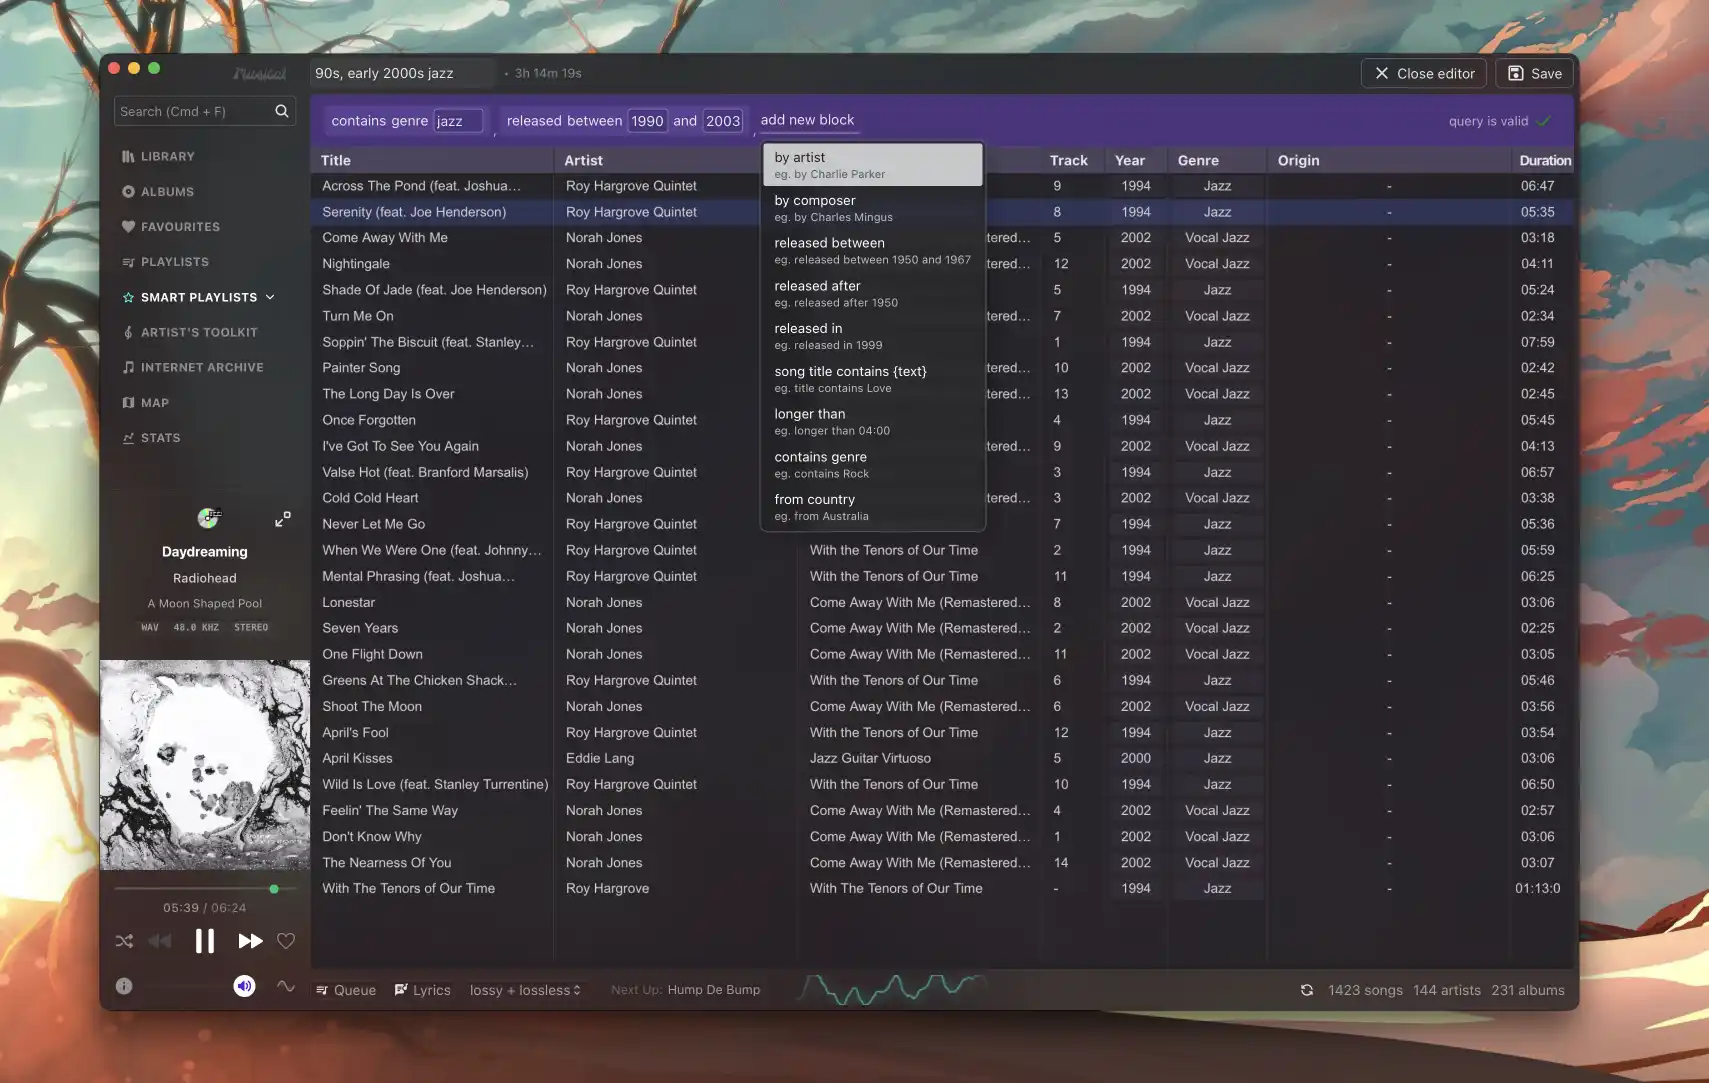 Musical
90s, early 2000s jazz
• 3h 14m 19s
Close editor
Save
Search (Cmd + F)
contains genre jazz , released between 1990 and 2003 , add new block
query is valid
LIBRARY
ALBUMS
FAVOURITES
PLAYLISTS
SMART PLAYLISTS
ARTIST'S TOOLKIT
INTERNET ARCHIVE
MAP
STATS
Daydreaming
Radiohead
A Moon Shaped Pool
WAV 48.0 KHZ STEREO
05:39 / 06:24
Title Artist Track Year Genre Origin Duration
Across The Pond (feat. Joshua… Roy Hargrove Quintet 9 1994 Jazz - 06:47
Serenity (feat. Joe Henderson) Roy Hargrove Quintet 8 1994 Jazz - 05:35
Come Away With Me Norah Jones tered… 5 2002 Vocal Jazz - 03:18
Nightingale Norah Jones tered… 12 2002 Vocal Jazz - 04:11
Shade Of Jade (feat. Joe Henderson) Roy Hargrove Quintet 5 1994 Jazz - 05:24
Turn Me On Norah Jones tered… 7 2002 Vocal Jazz - 02:34
Soppin' The Biscuit (feat. Stanley… Roy Hargrove Quintet 1 1994 Jazz - 07:59
Painter Song Norah Jones tered… 10 2002 Vocal Jazz - 02:42
The Long Day Is Over Norah Jones tered… 13 2002 Vocal Jazz - 02:45
Once Forgotten Roy Hargrove Quintet 4 1994 Jazz - 05:45
I've Got To See You Again Norah Jones tered… 9 2002 Vocal Jazz - 04:13
Valse Hot (feat. Branford Marsalis) Roy Hargrove Quintet 3 1994 Jazz - 06:57
Cold Cold Heart Norah Jones tered… 3 2002 Vocal Jazz - 03:38
Never Let Me Go Roy Hargrove Quintet 7 1994 Jazz - 05:36
When We Were One (feat. Johnny… Roy Hargrove Quintet With the Tenors of Our Time 2 1994 Jazz - 05:59
Mental Phrasing (feat. Joshua… Roy Hargrove Quintet With the Tenors of Our Time 11 1994 Jazz - 06:25
Lonestar Norah Jones Come Away With Me (Remastered… 8 2002 Vocal Jazz - 03:06
Seven Years Norah Jones Come Away With Me (Remastered… 2 2002 Vocal Jazz - 02:25
One Flight Down Norah Jones Come Away With Me (Remastered… 11 2002 Vocal Jazz - 03:05
Greens At The Chicken Shack… Roy Hargrove Quintet With the Tenors of Our Time 6 1994 Jazz - 05:46
Shoot The Moon Norah Jones Come Away With Me (Remastered… 6 2002 Vocal Jazz - 03:56
April's Fool Roy Hargrove Quintet With the Tenors of Our Time 12 1994 Jazz - 03:54
April Kisses Eddie Lang Jazz Guitar Virtuoso 5 2000 Jazz - 03:06
Wild Is Love (feat. Stanley Turrentine) Roy Hargrove Quintet With the Tenors of Our Time 10 1994 Jazz - 06:50
Feelin' The Same Way Norah Jones Come Away With Me (Remastered… 4 2002 Vocal Jazz - 02:57
Don't Know Why Norah Jones Come Away With Me (Remastered… 1 2002 Vocal Jazz - 03:06
The Nearness Of You Norah Jones Come Away With Me (Remastered… 14 2002 Vocal Jazz - 03:07
With The Tenors of Our Time Roy Hargrove With The Tenors of Our Time - 1994 Jazz - 01:13:0
by artist
eg. by Charlie Parker
by composer
eg. by Charles Mingus
released between
eg. released between 1950 and 1967
released after
eg. released after 1950
released in
eg. released in 1999
song title contains {text}
eg. title contains Love
longer than
eg. longer than 04:00
contains genre
eg. contains Rock
from country
eg. from Australia
Queue
Lyrics
lossy + lossless
Next Up: Hump De Bump
1423 songs 144 artists 231 albums